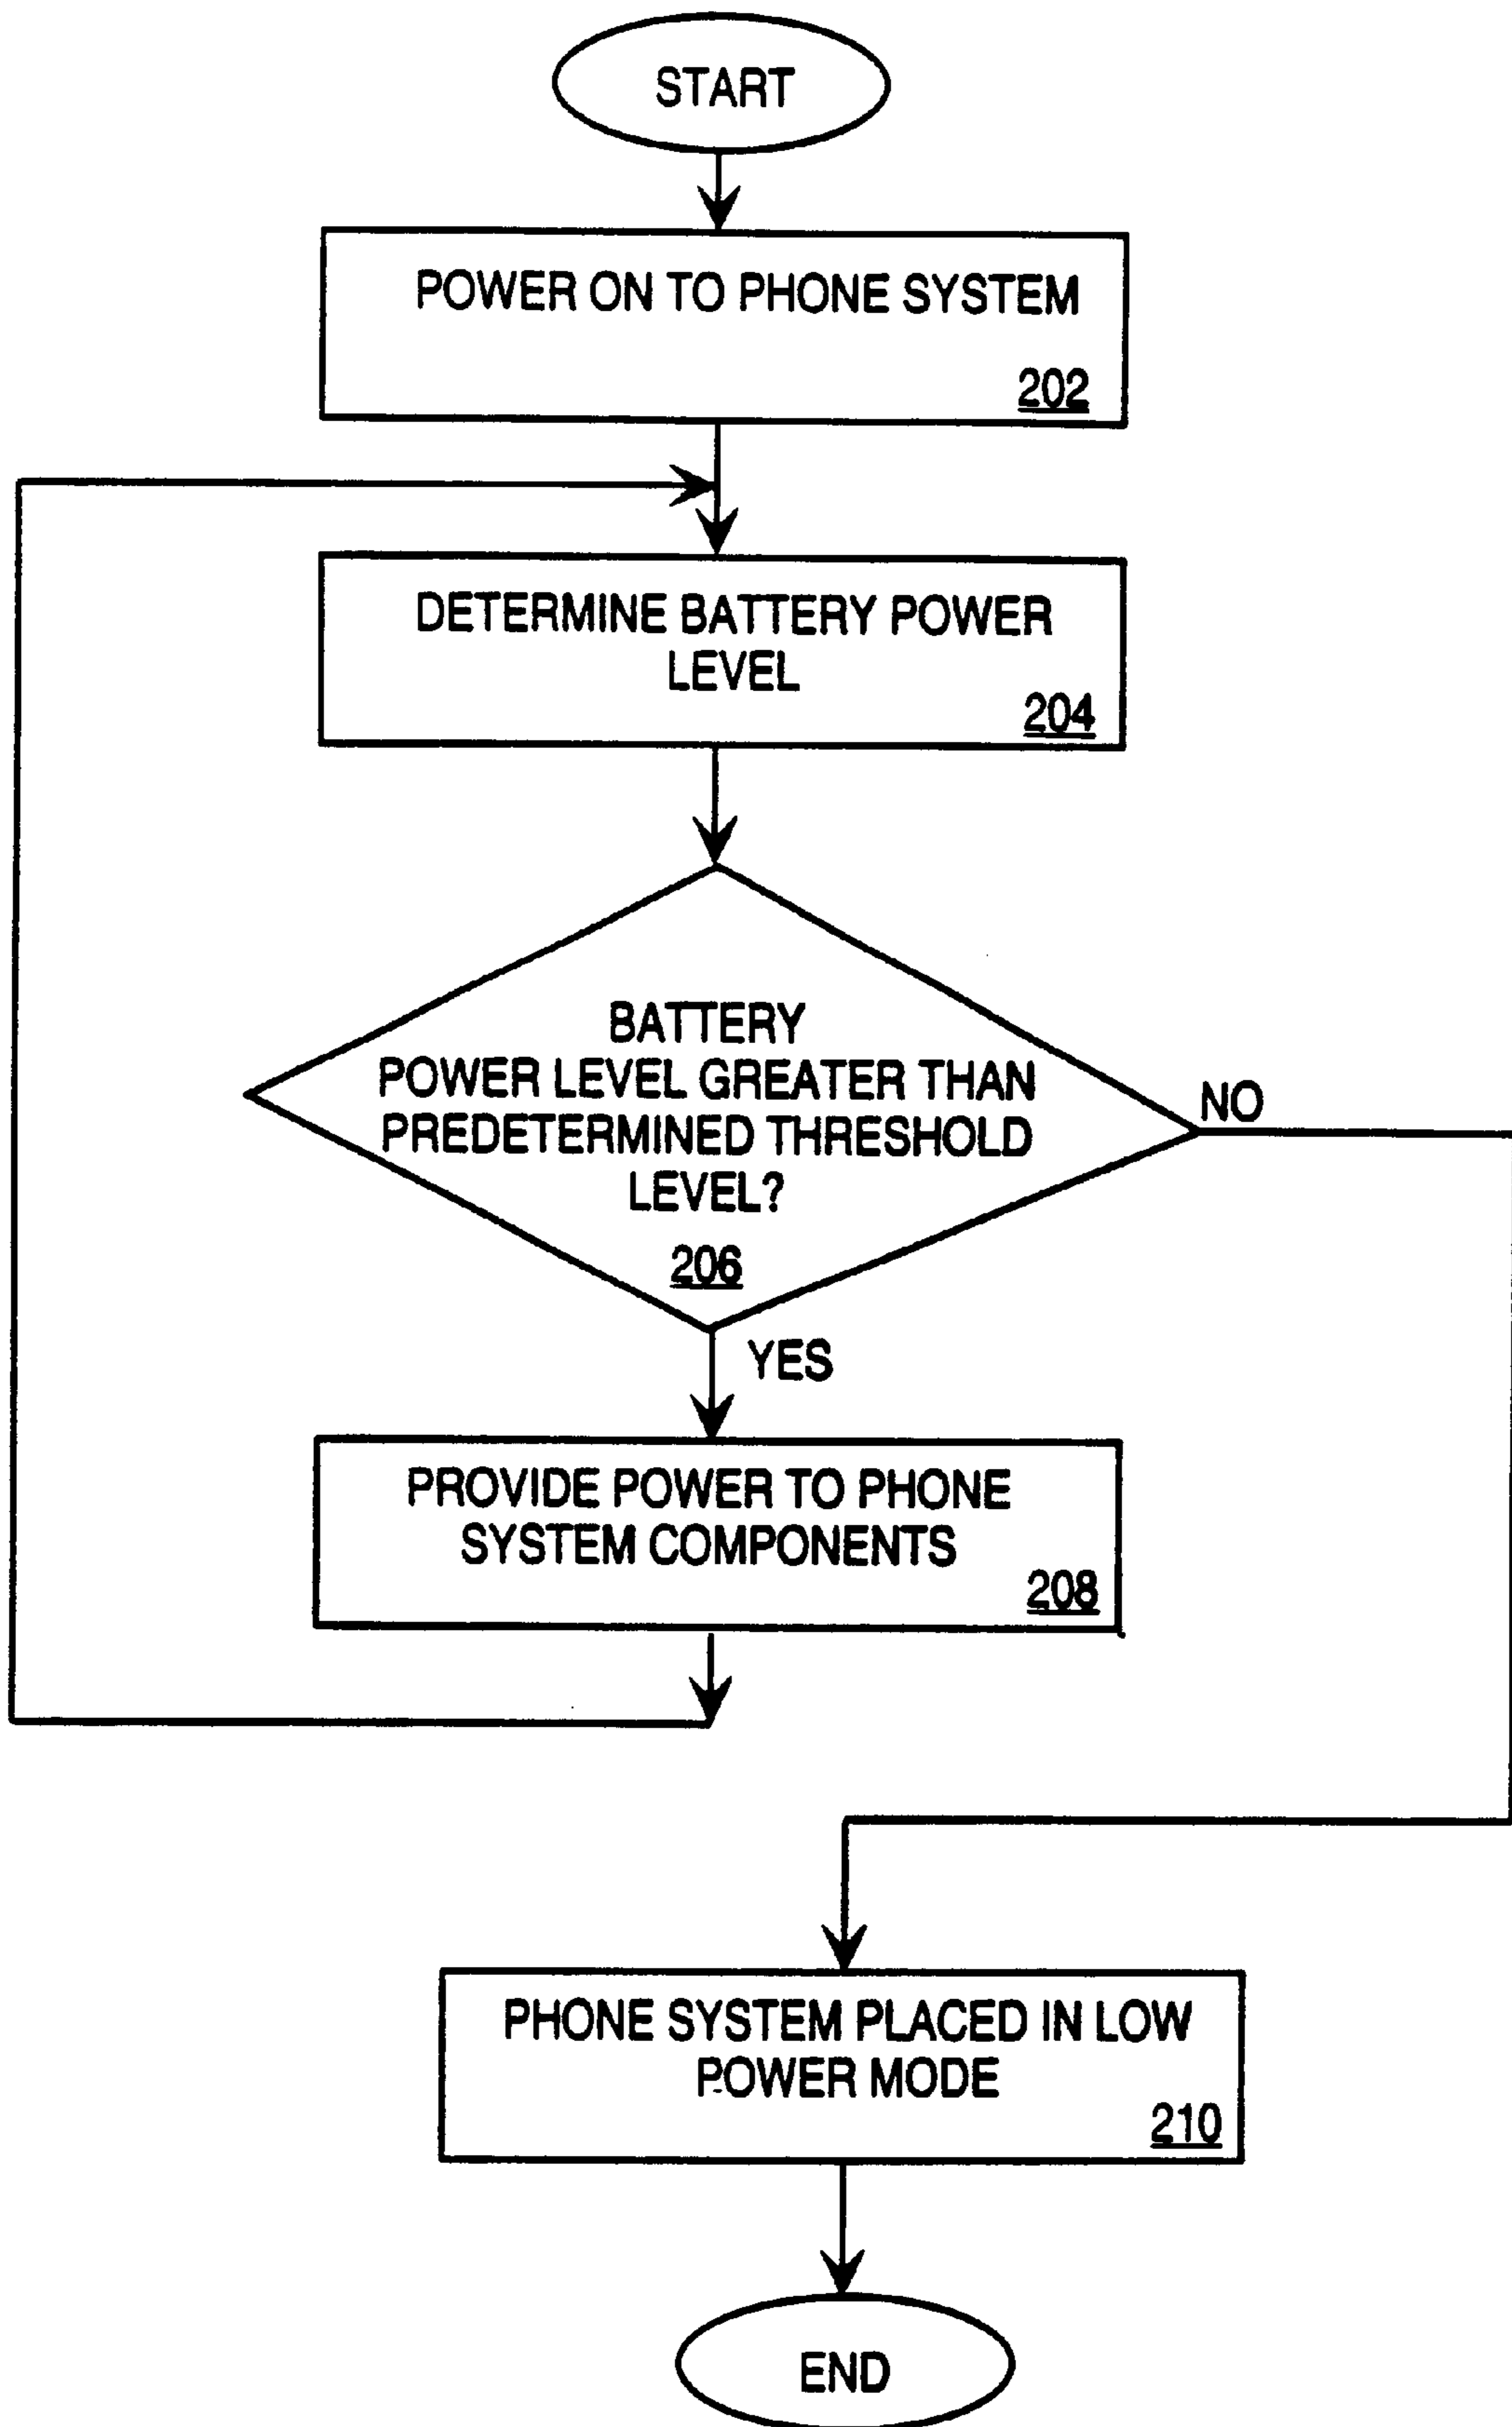 START
POWER ON TO PHONE SYSTEM
202
DETERMINE BATTERY POWER
LEVEL
204
BATTERY
POWER LEVEL GREATER THAN
PREDETERMINED THRESHOLD
LEVEL?
206
NO
YES
PROVIDE POWER TO PHONE
SYSTEM COMPONENTS
208
PHONE SYSTEM PLACED IN LOW
POWER MODE
210
END